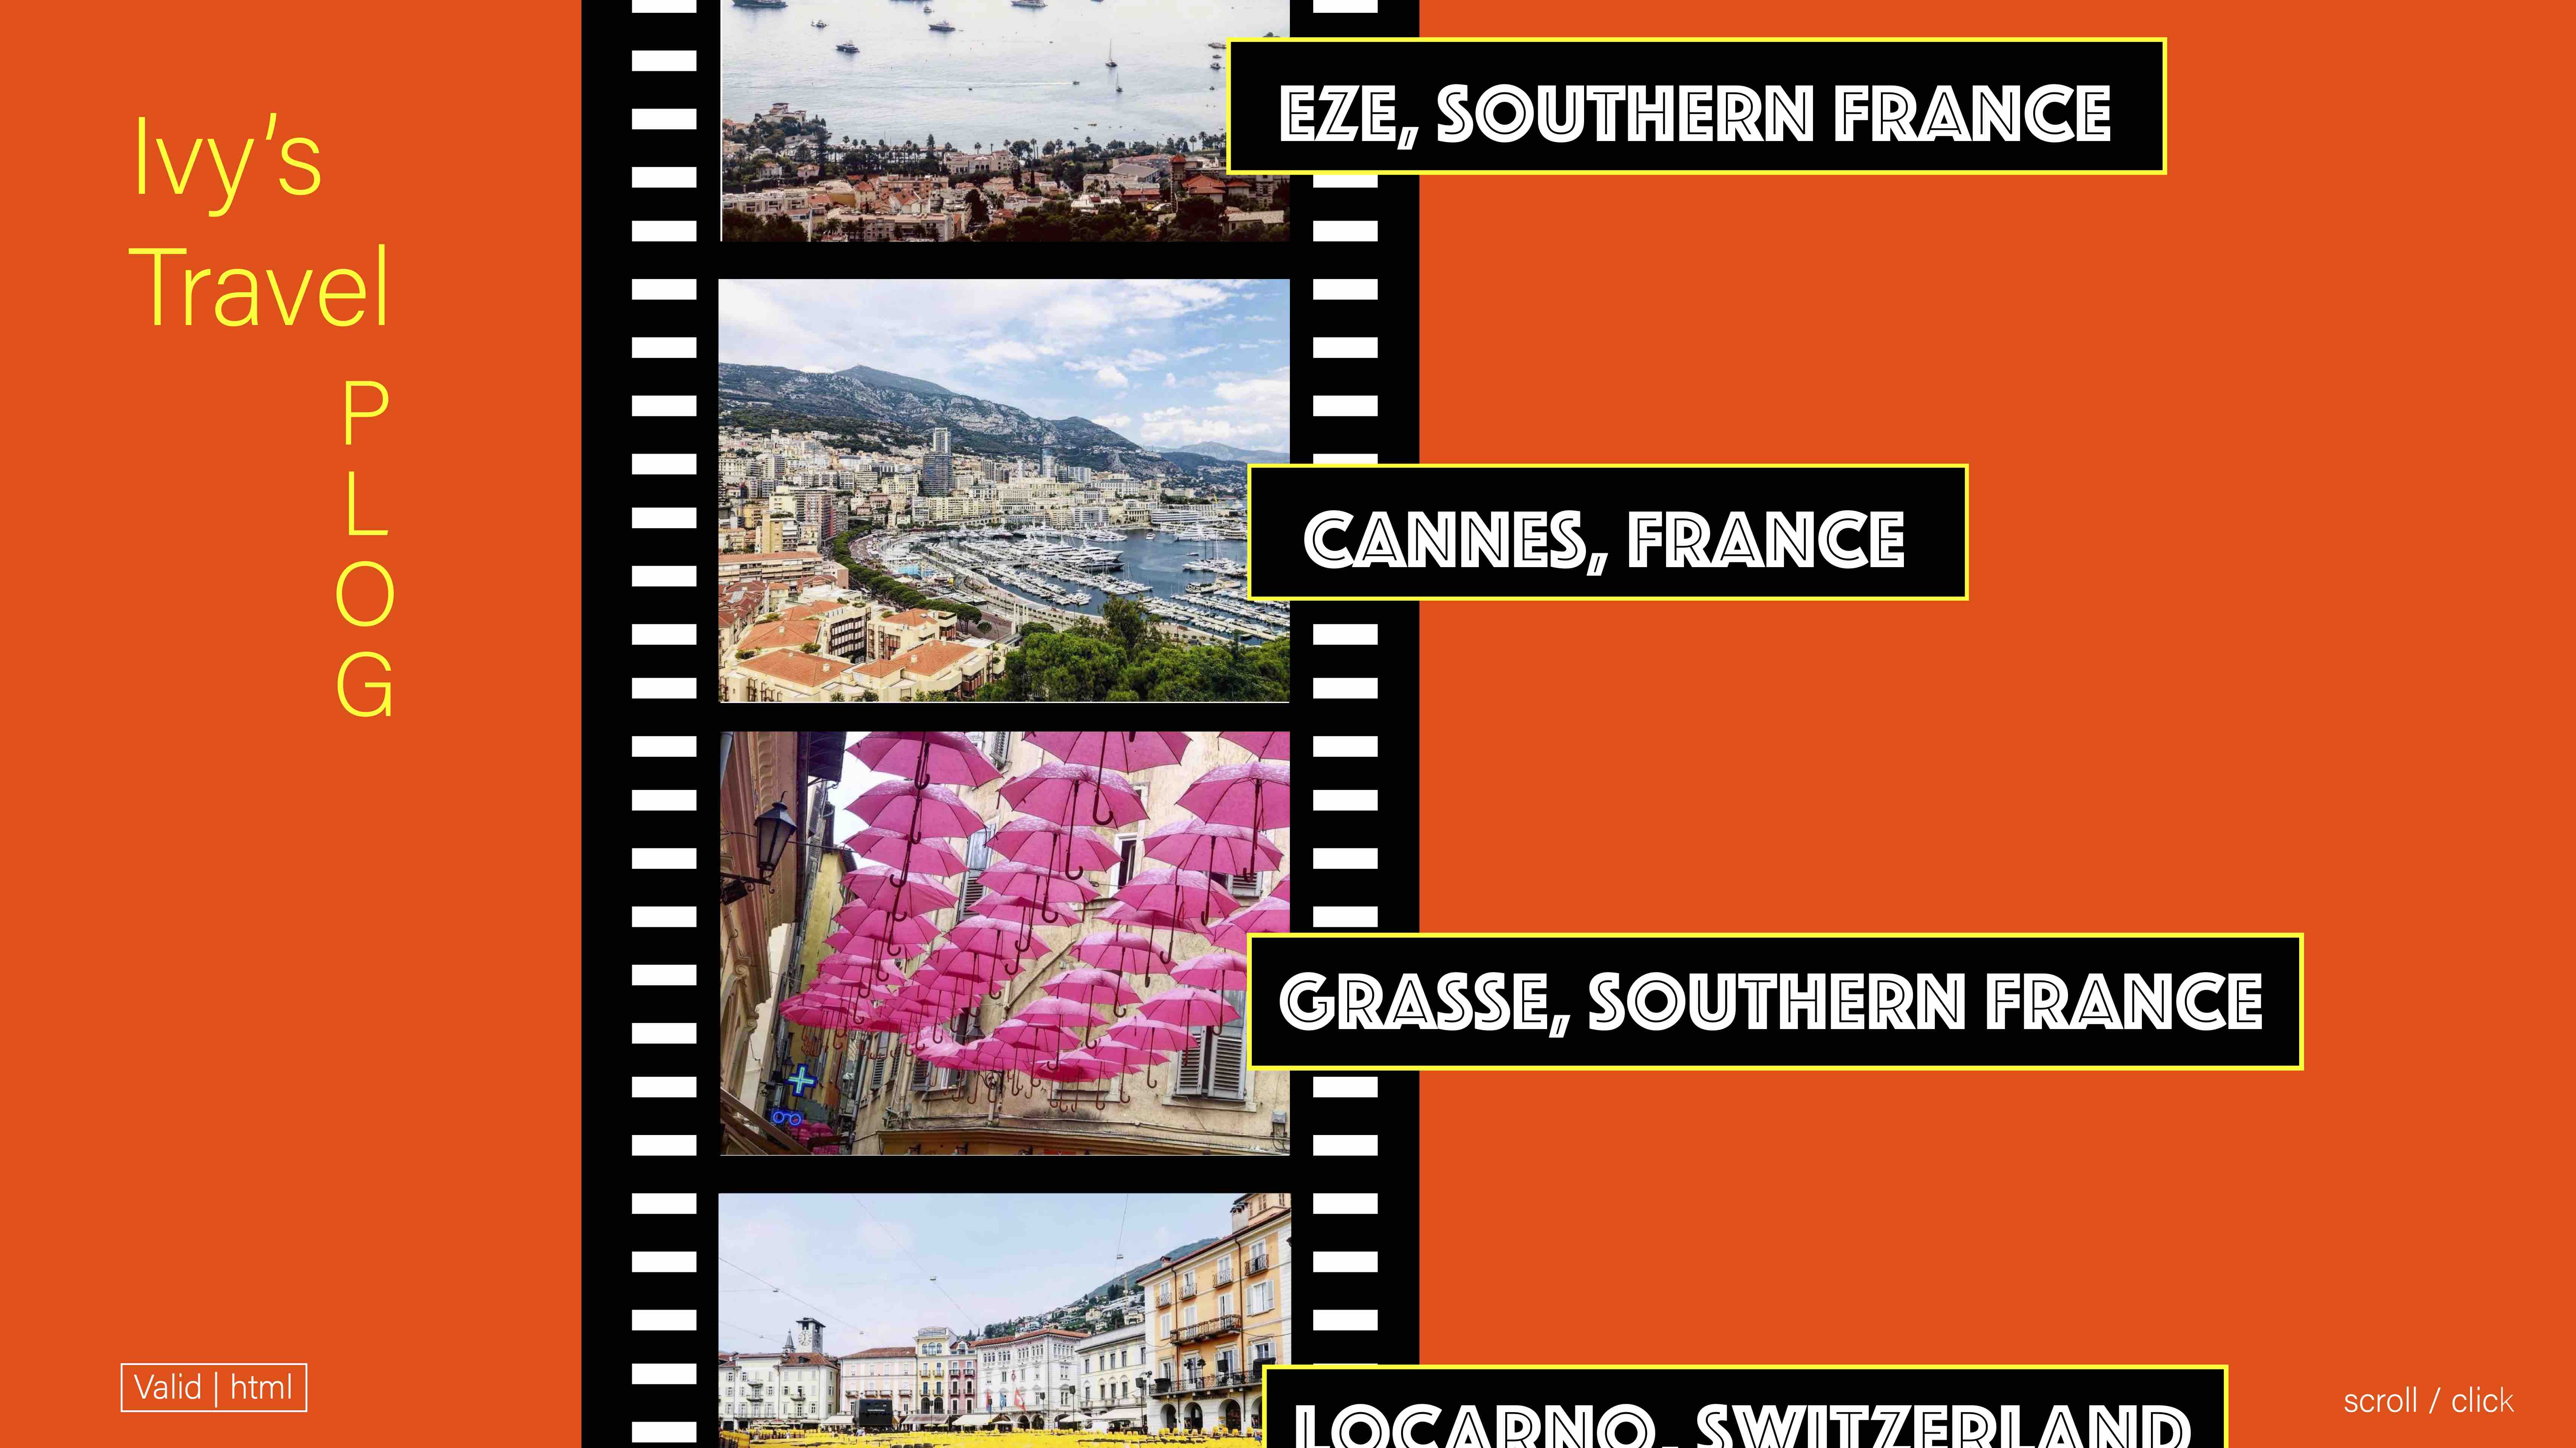 Ivy's
Travel
P
L
O
G
EZE, SOUTHERN FRANCE
CANNES, FRANCE
GRASSE, SOUTHERN FRANCE
LOCARNO, SWITZERLAND
Valid | html
scroll / click